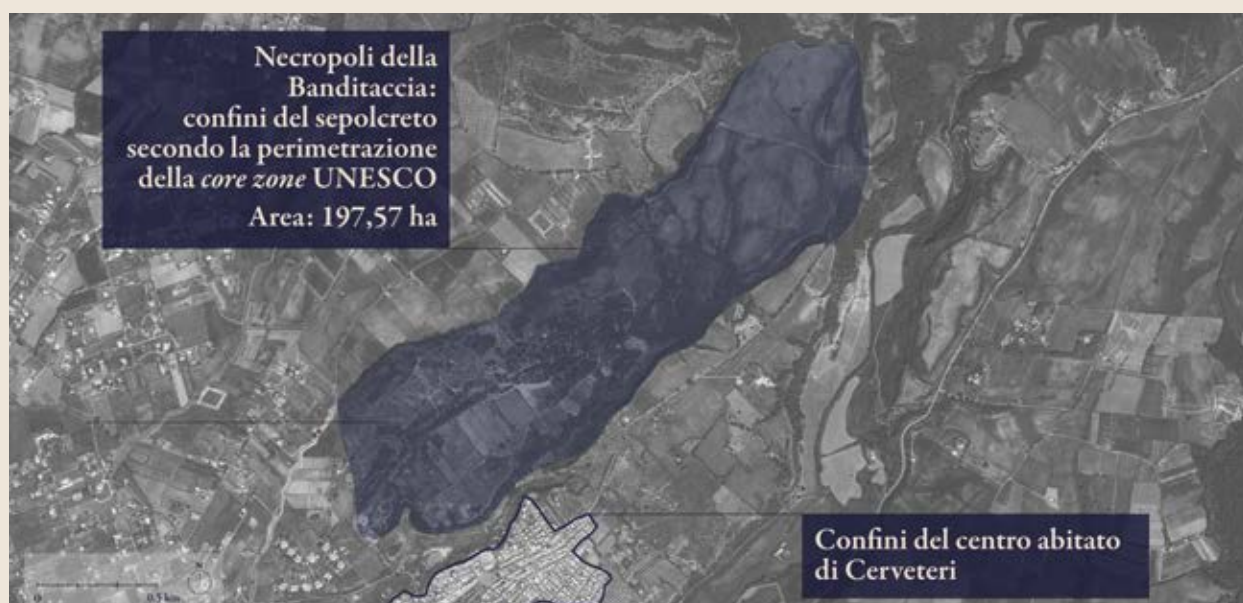 Necropoli della
Banditaccia:
confini del sepolcreto
secondo la perimetrazione
della core zone UNESCO
Area: 197,57 ha
Confini del centro abitato
di Cerveteri
N
0
0.5 km